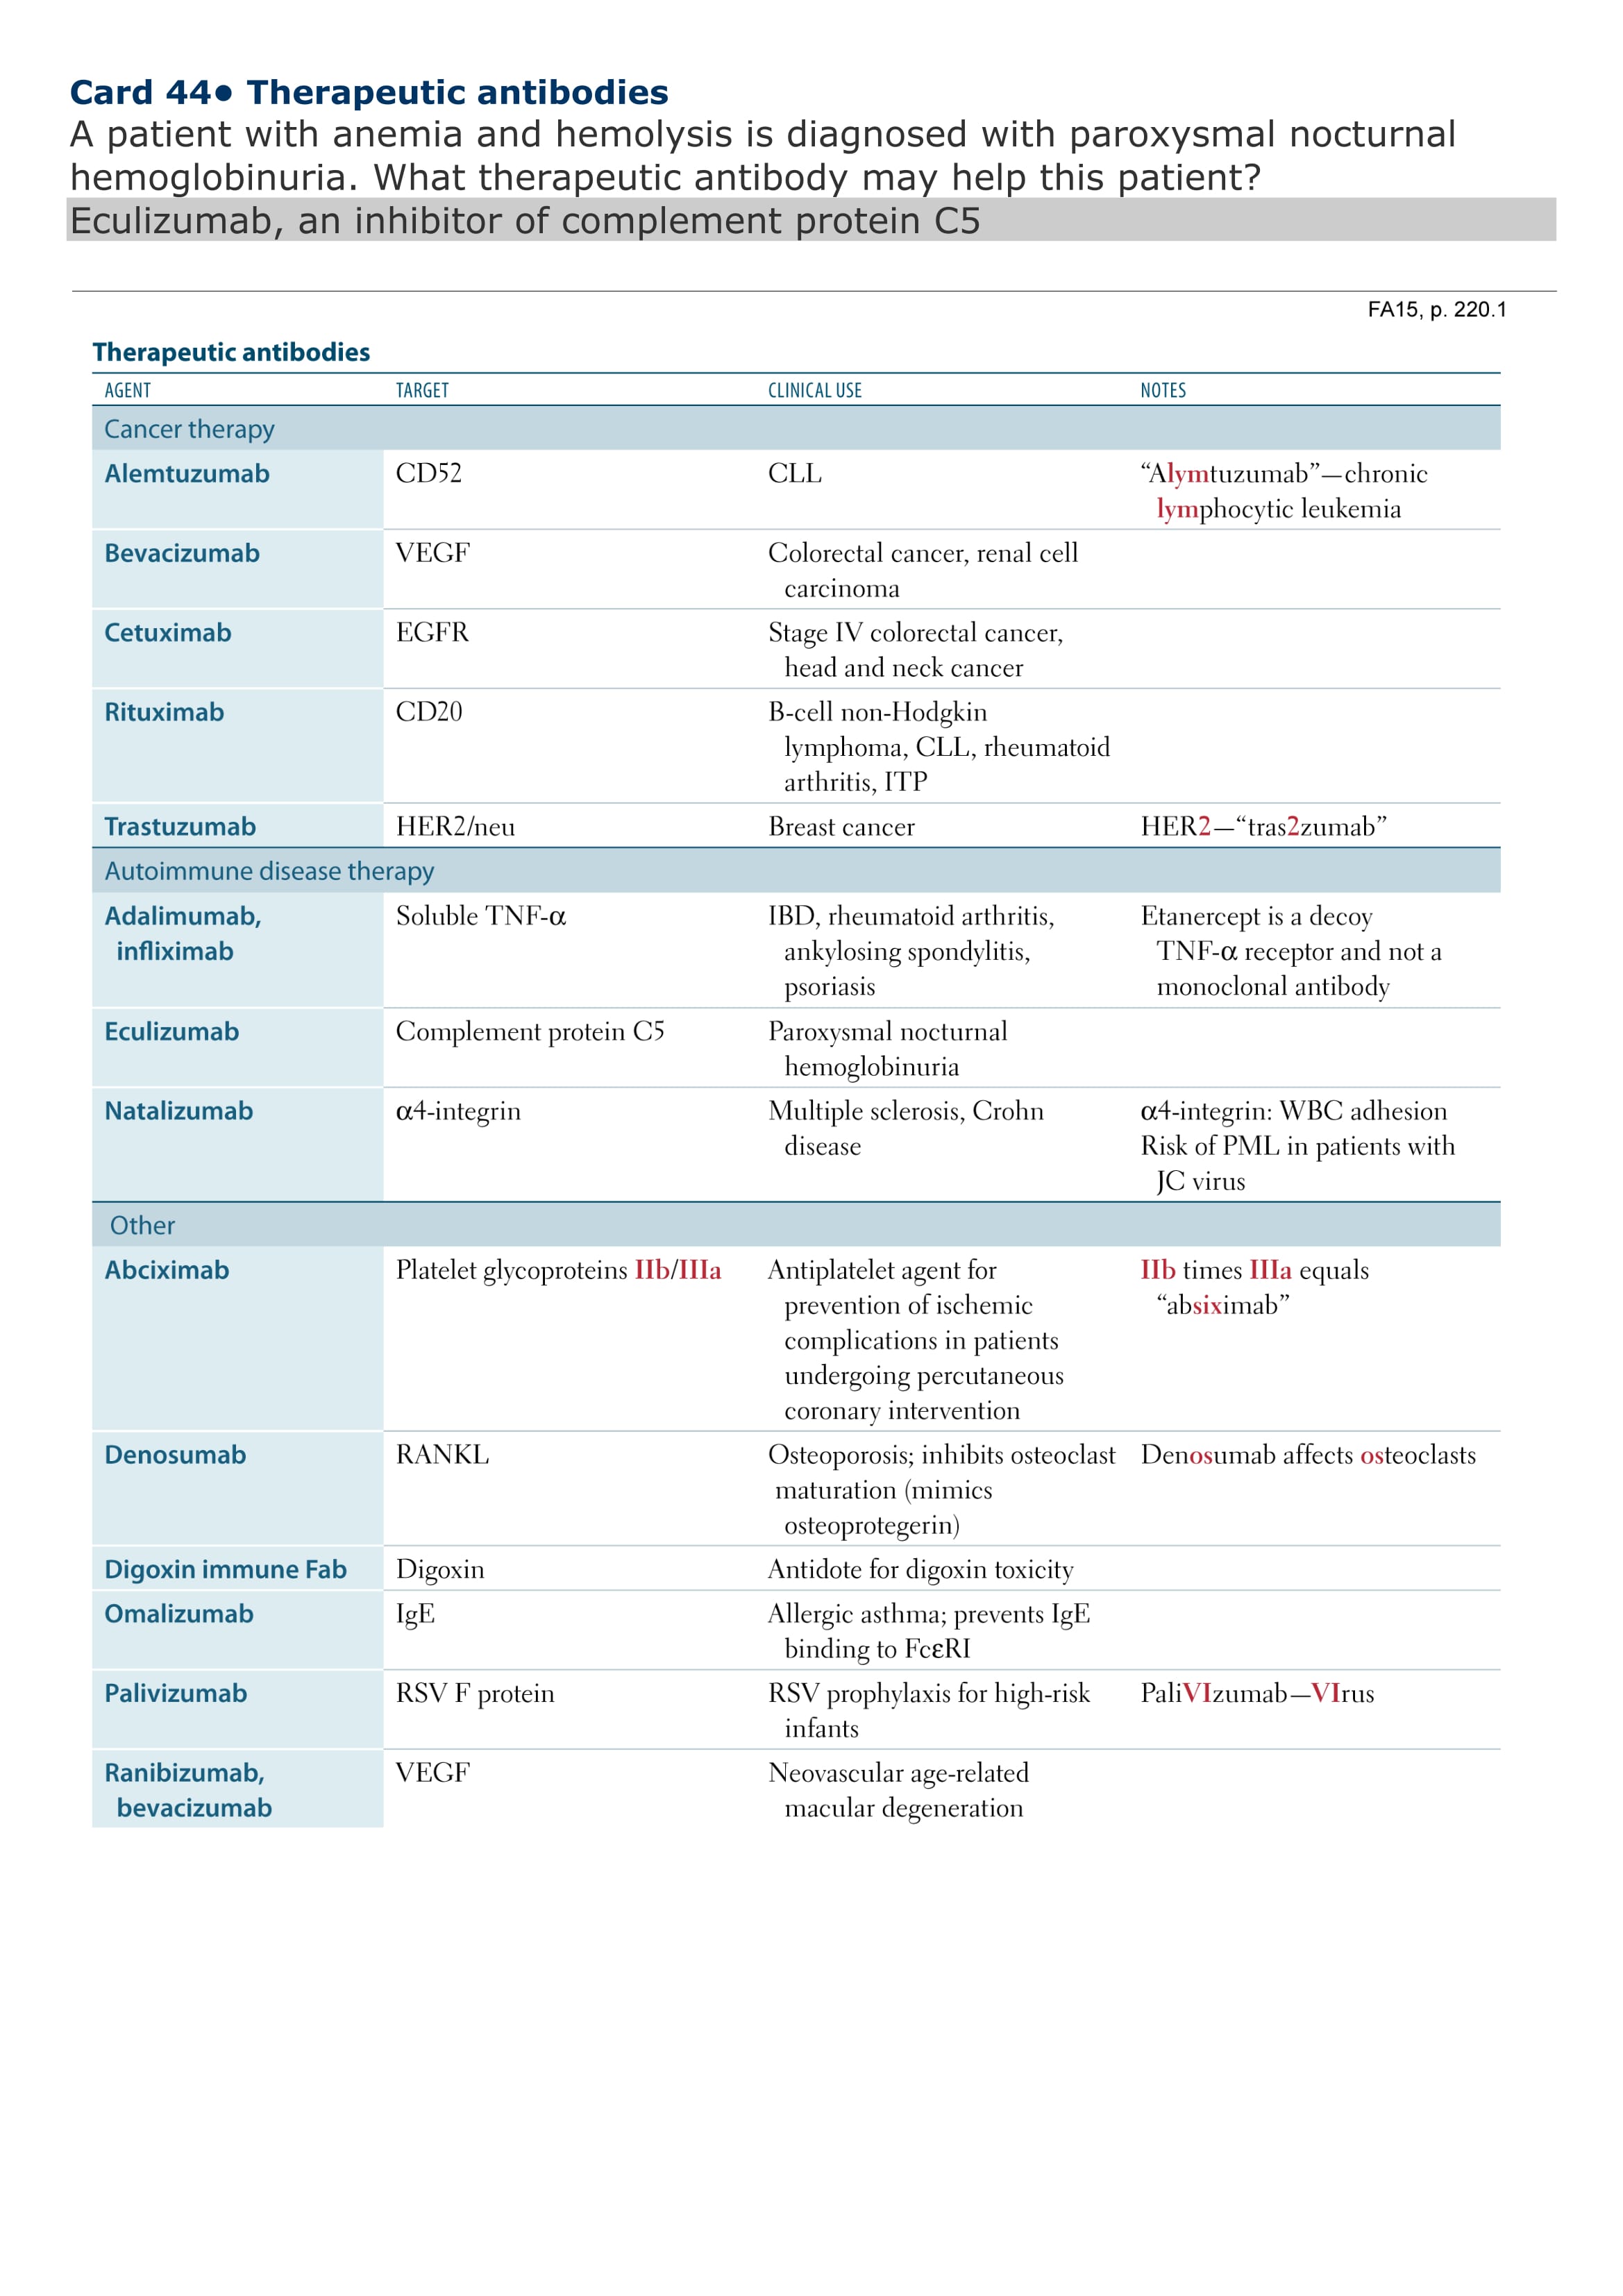 Card 44● Therapeutic antibodies
A patient with anemia and hemolysis is diagnosed with paroxysmal nocturnal
hemoglobinuria. What therapeutic antibody may help this patient?
Eculizumab, an inhibitor of complement protein C5
FA15, p. 220.1
Therapeutic antibodies
AGENT TARGET CLINICAL USE NOTES
Cancer therapy
Alemtuzumab CD52 CLL “Alymtuzumab”—chronic
lymphocytic leukemia
Bevacizumab VEGF Colorectal cancer, renal cell
carcinoma
Cetuximab EGFR Stage IV colorectal cancer,
head and neck cancer
Rituximab CD20 B-cell non-Hodgkin
lymphoma, CLL, rheumatoid
arthritis, ITP
Trastuzumab HER2/neu Breast cancer HER2—“tras2zumab”
Autoimmune disease therapy
Adalimumab, Soluble TNF-α IBD, rheumatoid arthritis, Etanercept is a decoy
infliximab ankylosing spondylitis, TNF-α receptor and not a
psoriasis monoclonal antibody
Eculizumab Complement protein C5 Paroxysmal nocturnal
hemoglobinuria
Natalizumab α4-integrin Multiple sclerosis, Crohn α4-integrin: WBC adhesion
disease Risk of PML in patients with
JC virus
Other
Abciximab Platelet glycoproteins IIb/IIIa Antiplatelet agent for IIb times IIIa equals
prevention of ischemic “absiximab”
complications in patients
undergoing percutaneous
coronary intervention
Denosumab RANKL Osteoporosis; inhibits osteoclast Denosumab affects osteoclasts
maturation (mimics
osteoprotegerin)
Digoxin immune Fab Digoxin Antidote for digoxin toxicity
Omalizumab IgE Allergic asthma; prevents IgE
binding to FcεRI
Palivizumab RSV F protein RSV prophylaxis for high-risk PaliVIzumab—VIrus
infants
Ranibizumab, VEGF Neovascular age-related
bevacizumab macular degeneration